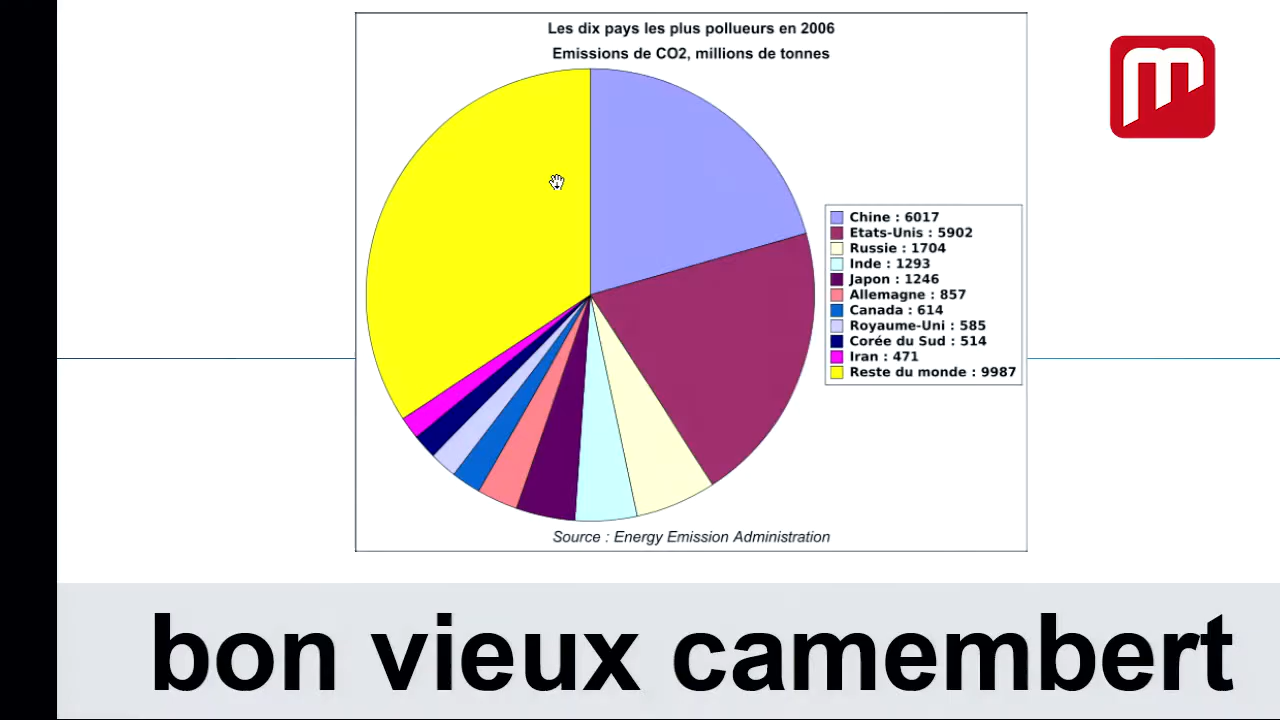 Les dix pays les plus pollueurs en 2006
Emissions de CO2, millions de tonnes
Chine : 6017
Etats-Unis : 5902
Russie : 1704
Inde : 1293
Japon : 1246
Allemagne : 857
Canada : 614
Royaume-Uni : 585
Corée du Sud : 514
Iran : 471
Reste du monde : 9987
Source : Energy Emission Administration
bon vieux camembert